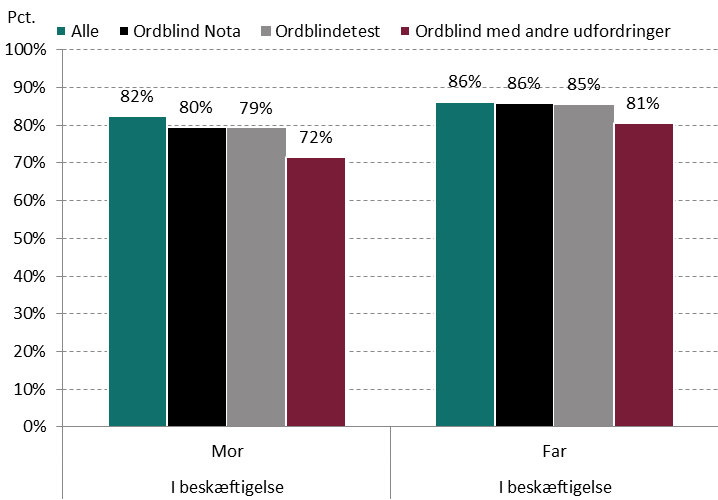 Pct.
Alle Ordblind Nota Ordblindetest Ordblind med andre udfordringer
100%
90%
80%
70%
60%
50%
40%
30%
20%
10%
0%
82% 80% 79% 72%
86% 86% 85% 81%
Mor Far
I beskæftigelse I beskæftigelse